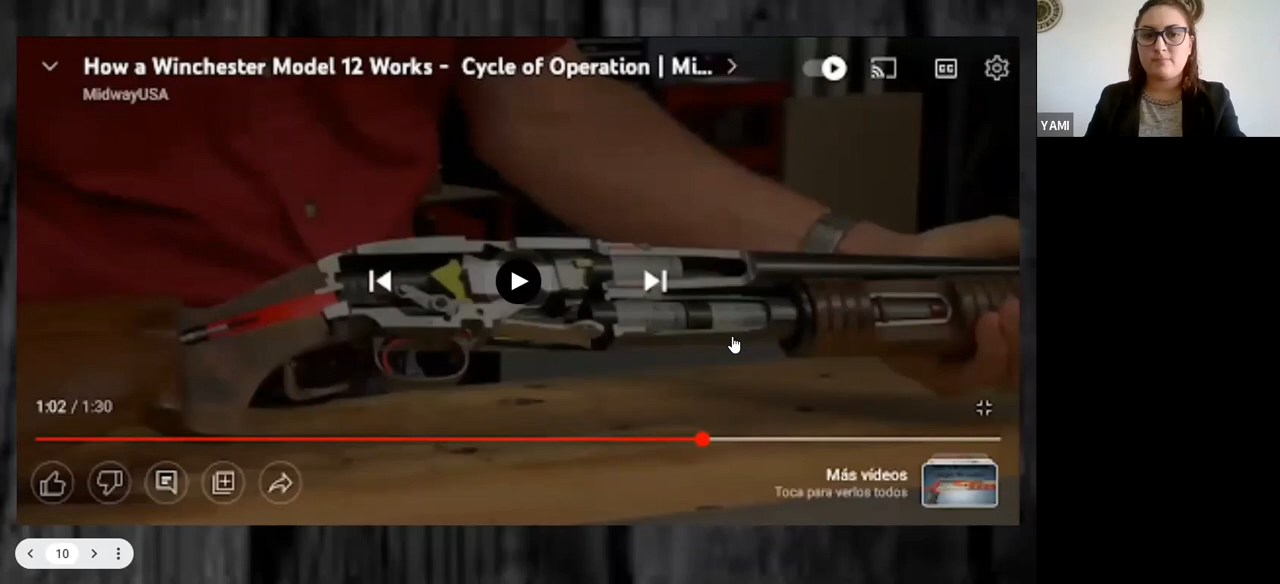 How a Winchester Model 12 Works - Cycle of Operation | Mi...
MidwayUSA
CC
YAMI
1:02 / 1:30
Más vídeos
Toca para verlos todos
10